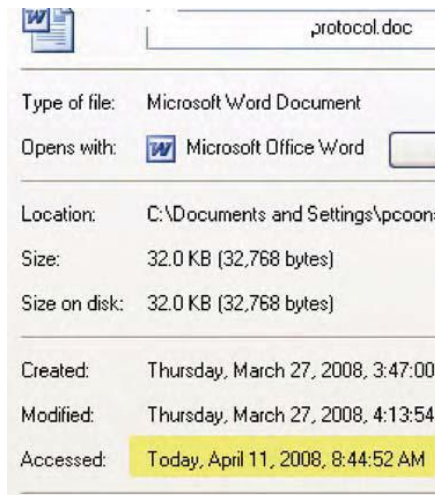 protocol.doc
Type of file: Microsoft Word Document
Opens with: Microsoft Office Word
Location: C:\Documents and Settings\pcoons
Size: 32.0 KB (32,768 bytes)
Size on disk: 32.0 KB (32,768 bytes)
Created: Thursday, March 27, 2008, 3:47:00
Modified: Thursday, March 27, 2008, 4:13:54
Accessed: Today, April 11, 2008, 8:44:52 AM